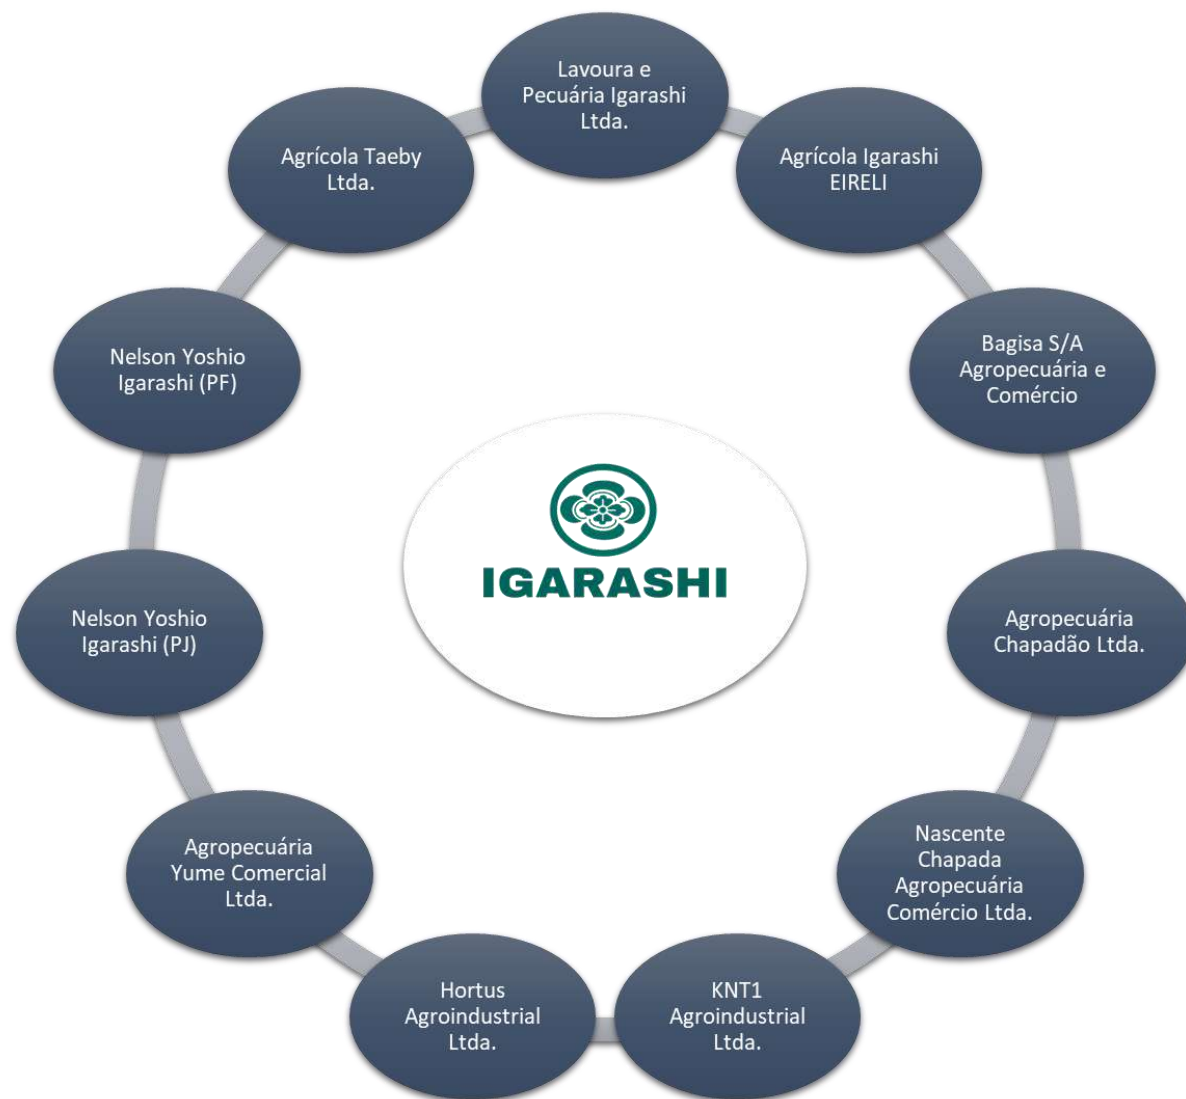 Lavoura e
Pecuária Igarashi
Ltda.
Agrícola Igarashi
EIRELI
Bagisa S/A
Agropecuária e
Comércio
Agropecuária
Chapadão Ltda.
Nascente
Chapada
Agropecuária
Comércio Ltda.
KNT1
Agroindustrial
Ltda.
Hortus
Agroindustrial
Ltda.
Agropecuária
Yume Comercial
Ltda.
Nelson Yoshio
Igarashi (PJ)
Nelson Yoshio
Igarashi (PF)
Agrícola Taeby
Ltda.
IGARASHI